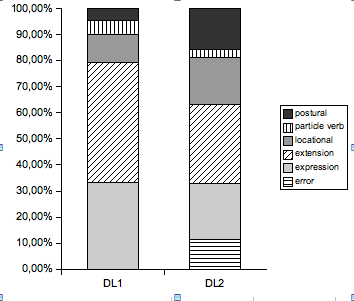 100,00%
90,00%
80,00%
70,00%
60,00%
50,00%
40,00%
30,00%
20,00%
10,00%
0,00%
DL1 DL2
postural
particle verb
locational
extension
expression
error